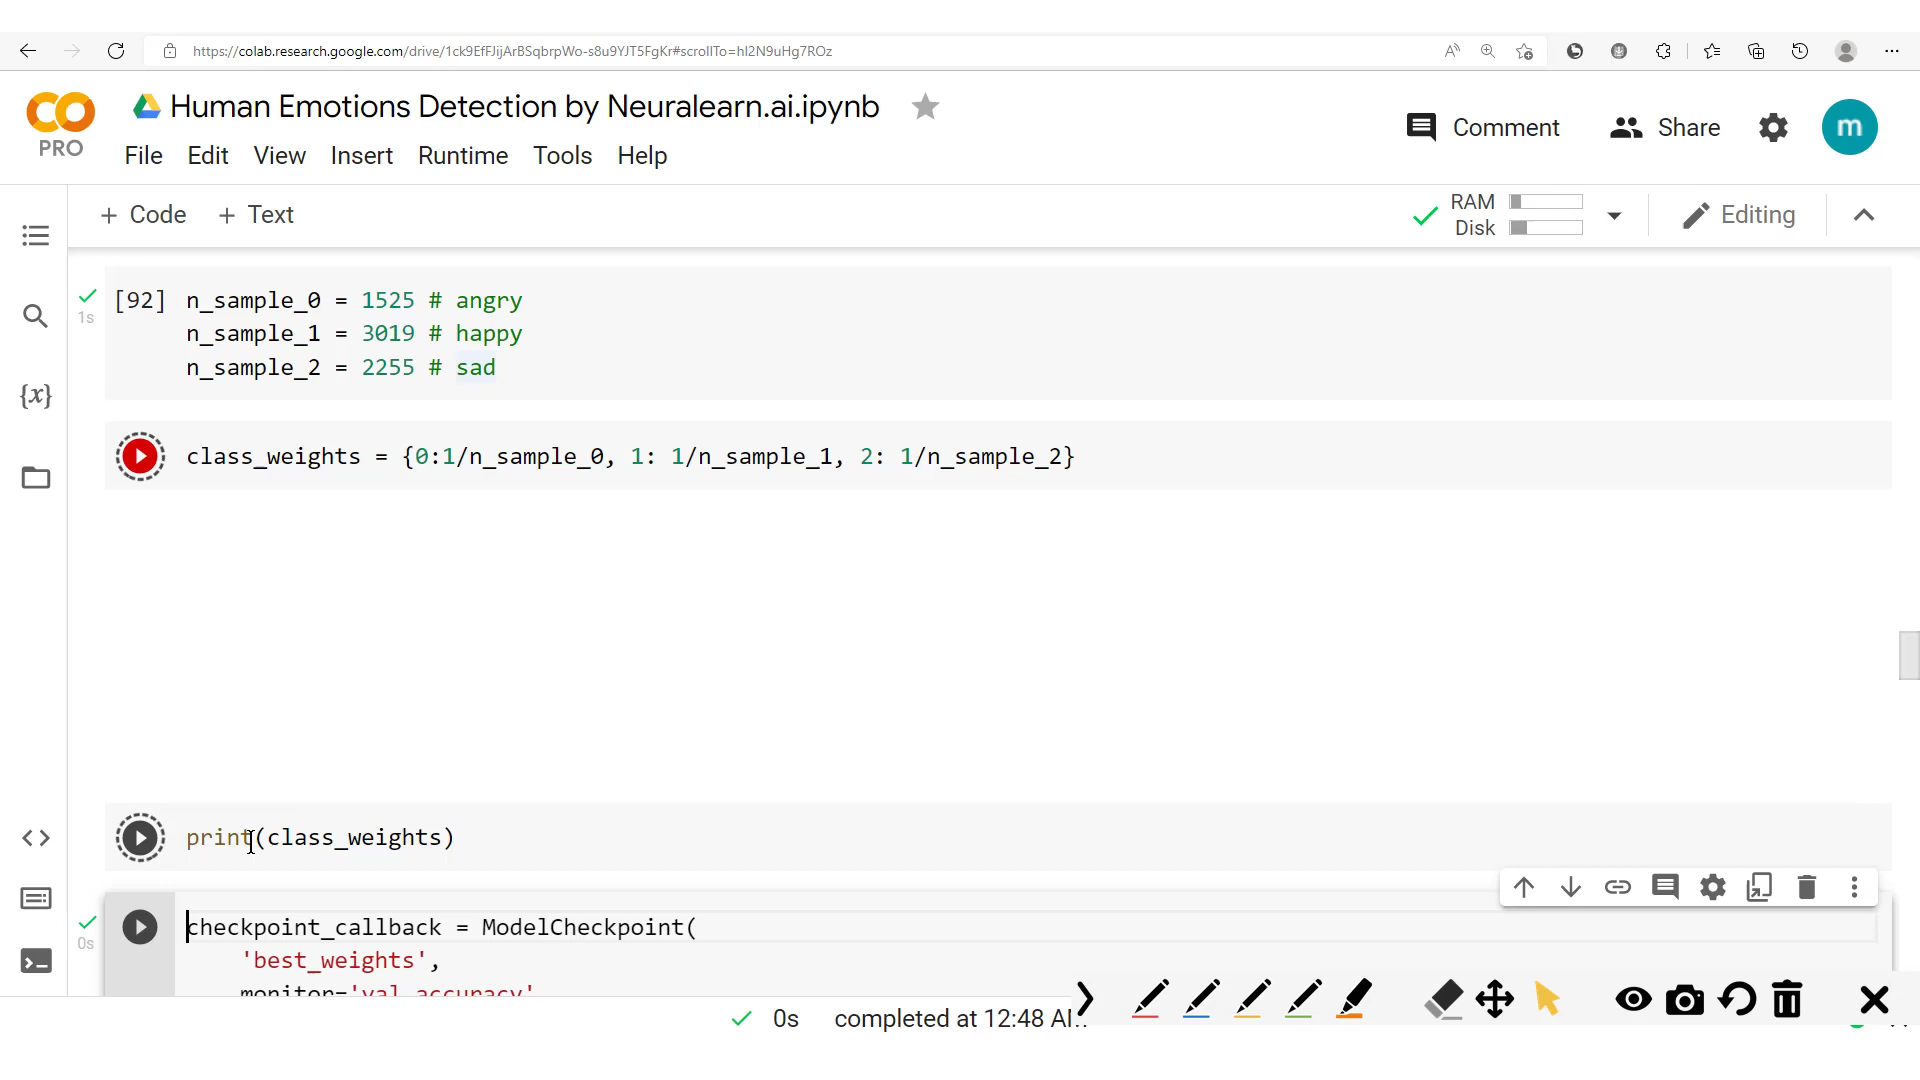 https://colab.research.google.com/drive/1ck9EfFJijArBSqbrpWo-s8u9YJT5FgKr#scrollTo=hI2N9uHg7ROz
Human Emotions Detection by Neuralearn.ai.ipynb
PRO
File Edit View Insert Runtime Tools Help
Comment Share m
+ Code + Text
RAM
Disk
Editing
[92] n_sample_0 = 1525 # angry
1s
n_sample_1 = 3019 # happy
n_sample_2 = 2255 # sad
{x}
class_weights = {0:1/n_sample_0, 1: 1/n_sample_1, 2: 1/n_sample_2}
print(class_weights)
checkpoint_callback = ModelCheckpoint(
0s
'best_weights',
monitor='val_accuracy'
0s completed at 12:48 AM